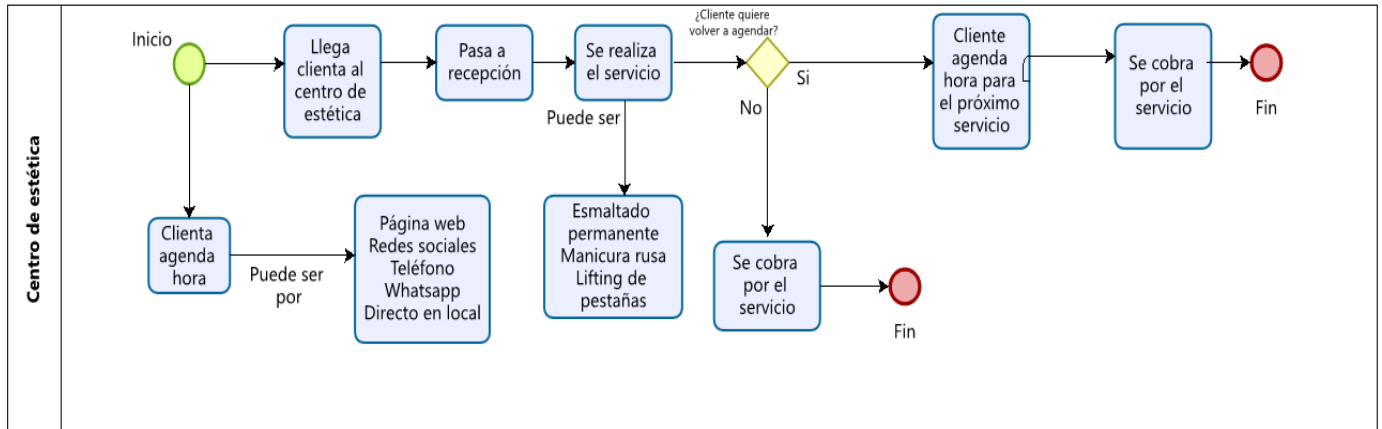 Centro de estética
Inicio
Llega
clienta al
centro de
estética
Pasa a
recepción
Se realiza
el servicio
¿Cliente quiere
volver a agendar?
Si
No
Cliente
agenda
hora para
el próximo
servicio
Se cobra
por el
servicio
Fin
Puede ser
Clienta
agenda
hora
Puede ser
por
Página web
Redes sociales
Teléfono
Whatsapp
Directo en local
Esmaltado
permanente
Manicura rusa
Lifting de
pestañas
Se cobra
por el
servicio
Fin